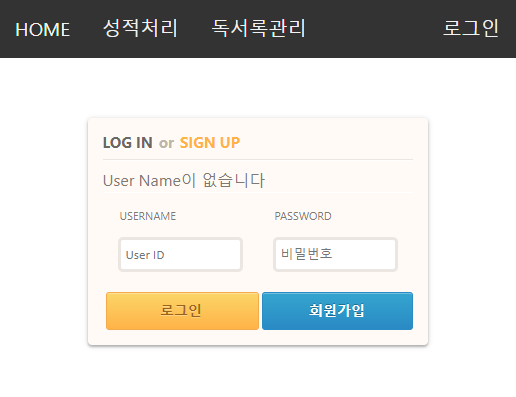 HOME 성적처리 독서록관리 로그인
LOG IN or SIGN UP
User Name이 없습니다
USERNAME PASSWORD
User ID 비밀번호
로그인 회원가입